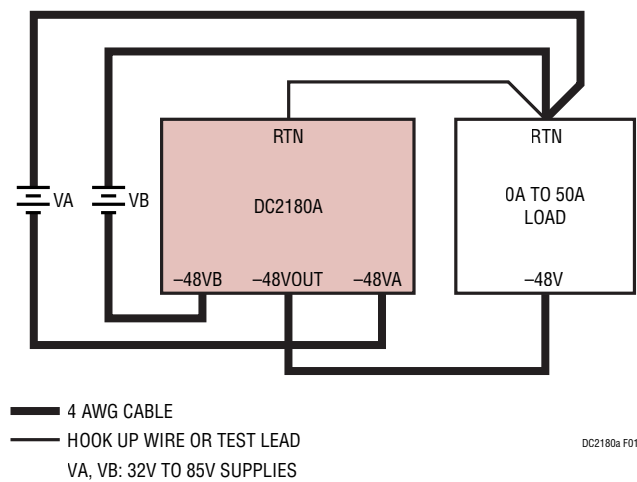 RTN
RTN
VA
VB
DC2180A
0A TO 50A
LOAD
–48VB
–48VOUT
–48VA
–48V
4 AWG CABLE
HOOK UP WIRE OR TEST LEAD
DC2180a F01
VA, VB: 32V TO 85V SUPPLIES